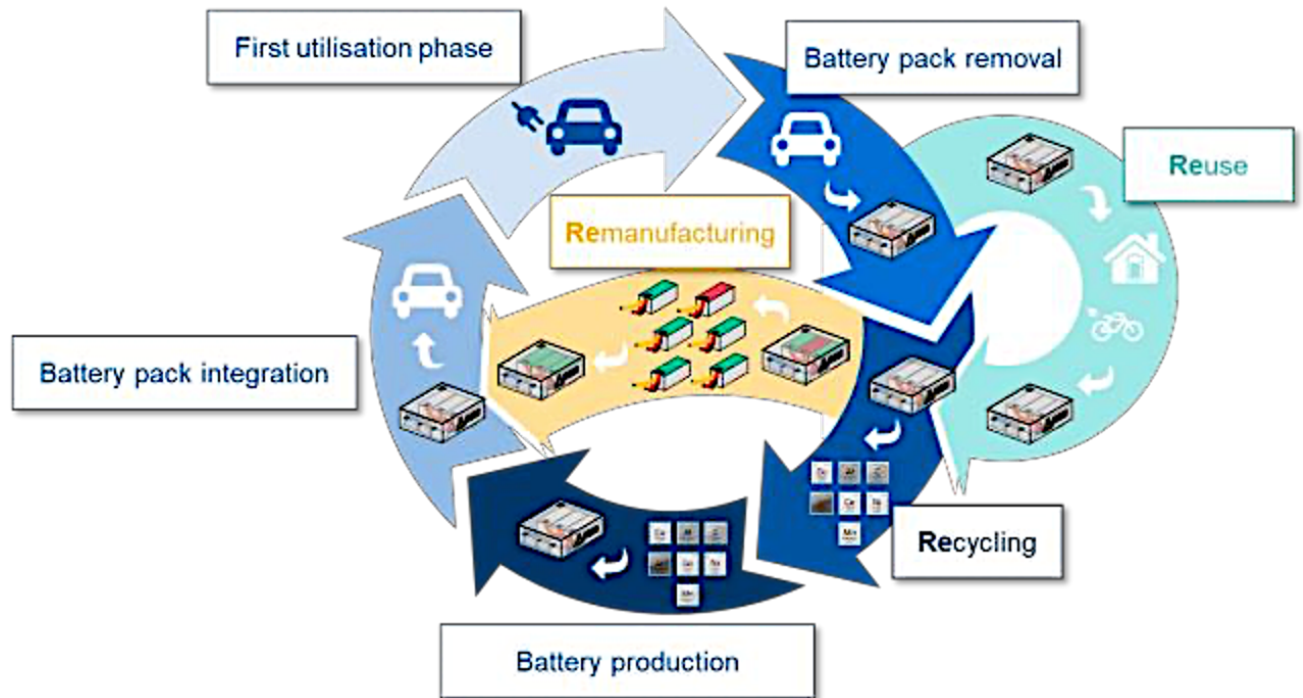 First utilisation phase
Battery pack removal
Reuse
Remanufacturing
Battery pack integration
Recycling
Battery production